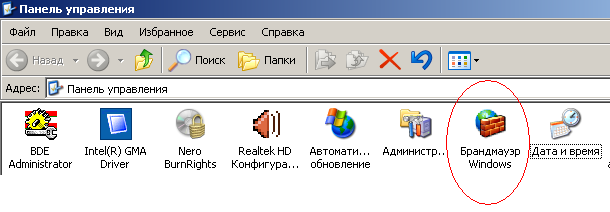 Панель управления
Файл Правка Вид Избранное Сервис Справка
Назад Поиск Папки
Адрес: Панель управления
BDE Administrator
Intel(R) GMA Driver
Nero BurnRights
Realtek HD Конфигура...
Автомати... обновление
Администр...
Брандмауэр Windows
Дата и время